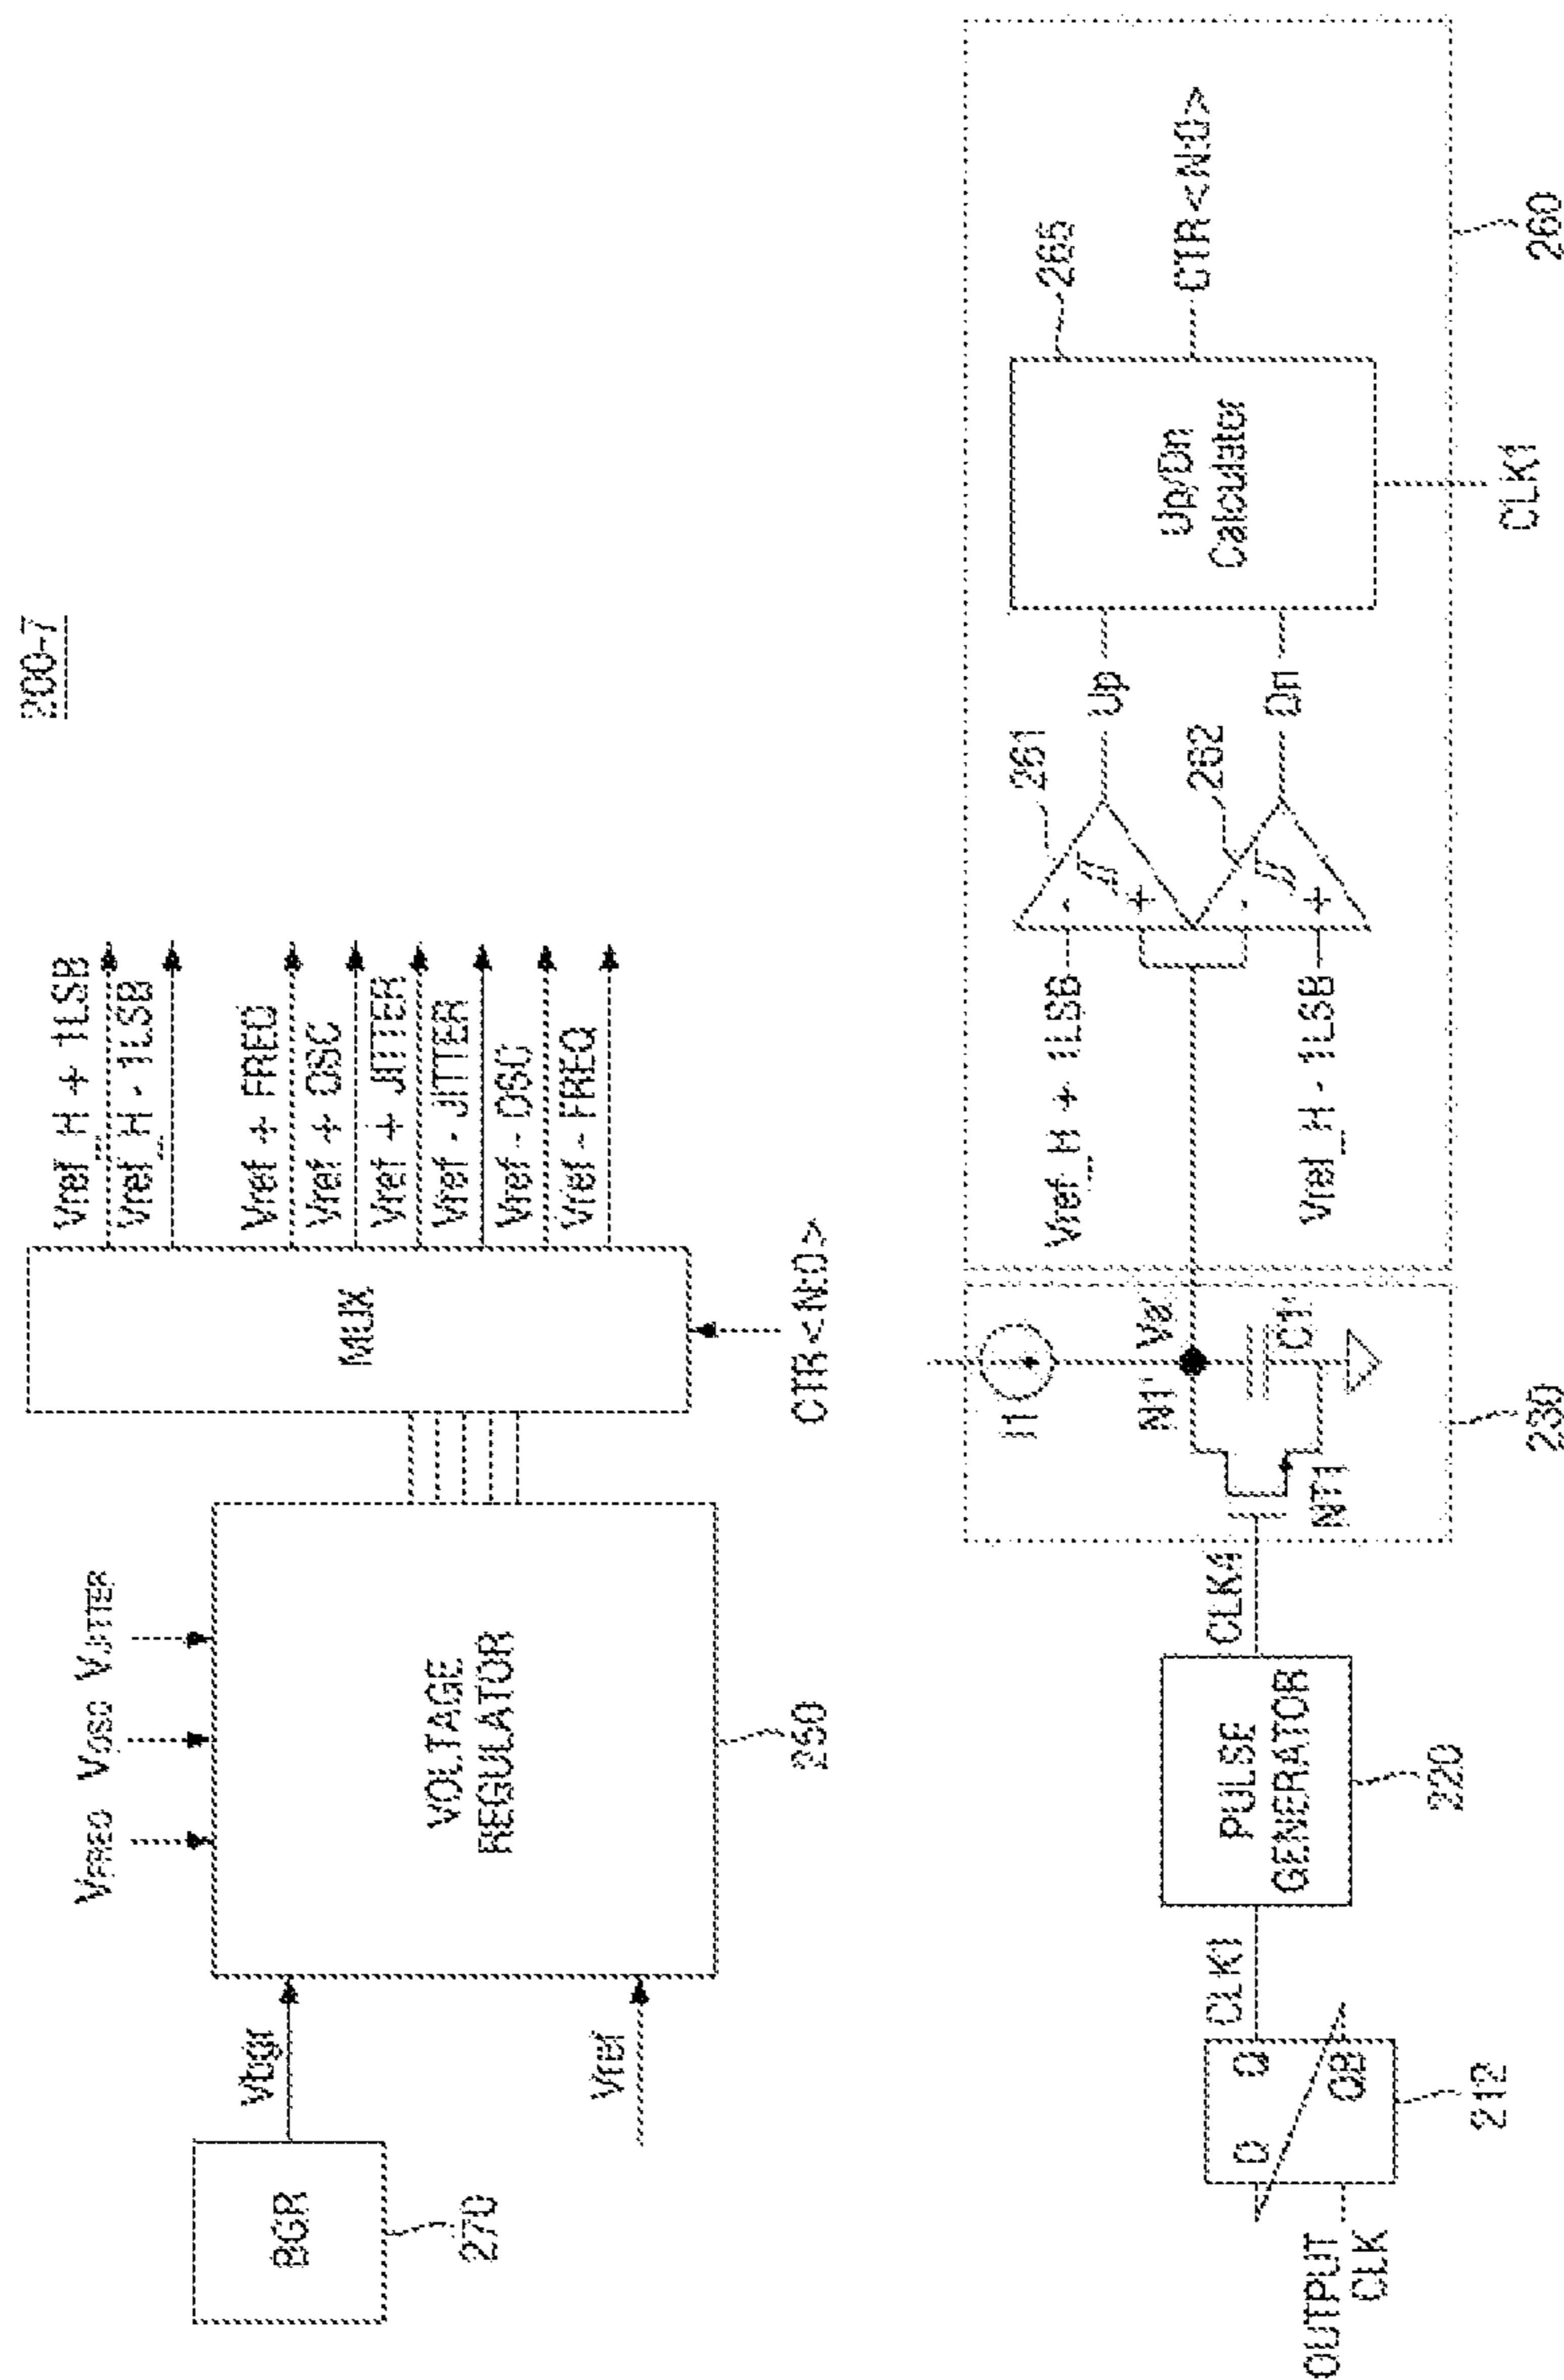 200-7
BGR
270
Vbgr
Vref
VFREQ
VOSC
VJITTER
VOLTAGE
REGULATOR
250
MUX
CTR<N:0>
Vref_H + 1LSB
Vref_H - 1LSB
Vref + FREQ
Vref + OSC
Vref + JITTER
Vref - JITTER
Vref - OSC
Vref - FREQ
OUTPUT
CLK
D
Q
QB
212
CLK1
PULSE
GENERATOR
220
CLK4
I1
N1'
Va'
C1'
NT1
230
Vref_H + 1LSB
Vref_H - 1LSB
-
+
-
+
261
262
Up
Dn
Up/Dn
Calculator
265
CLK1
CTR<N:0>
260